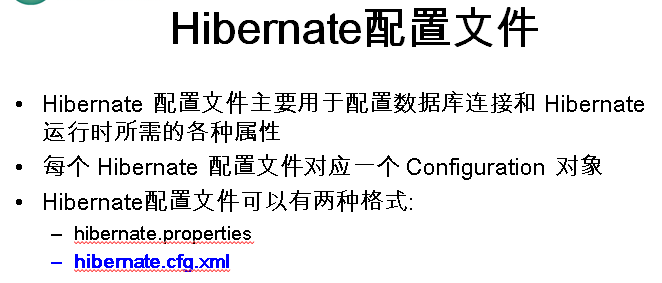 Hibernate配置文件
• Hibernate 配置文件主要用于配置数据库连接和 Hibernate
运行时所需的各种属性
• 每个 Hibernate 配置文件对应一个 Configuration 对象
• Hibernate配置文件可以有两种格式:
– hibernate.properties
– hibernate.cfg.xml